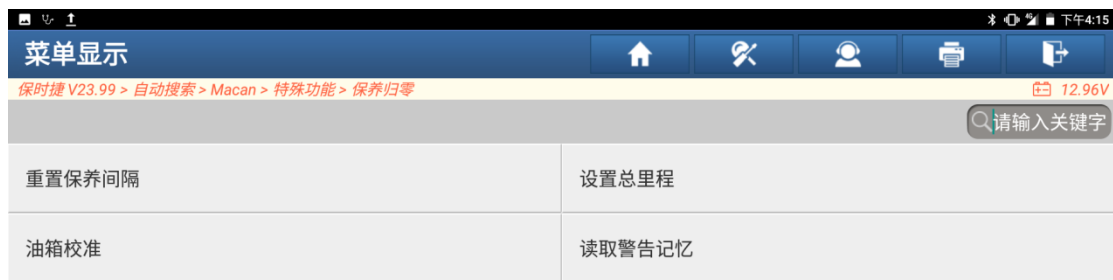 下午4:15
菜单显示
保时捷 V23.99 > 自动搜索 > Macan > 特殊功能 > 保养归零 12.96V
请输入关键字
重置保养间隔 设置总里程
油箱校准 读取警告记忆